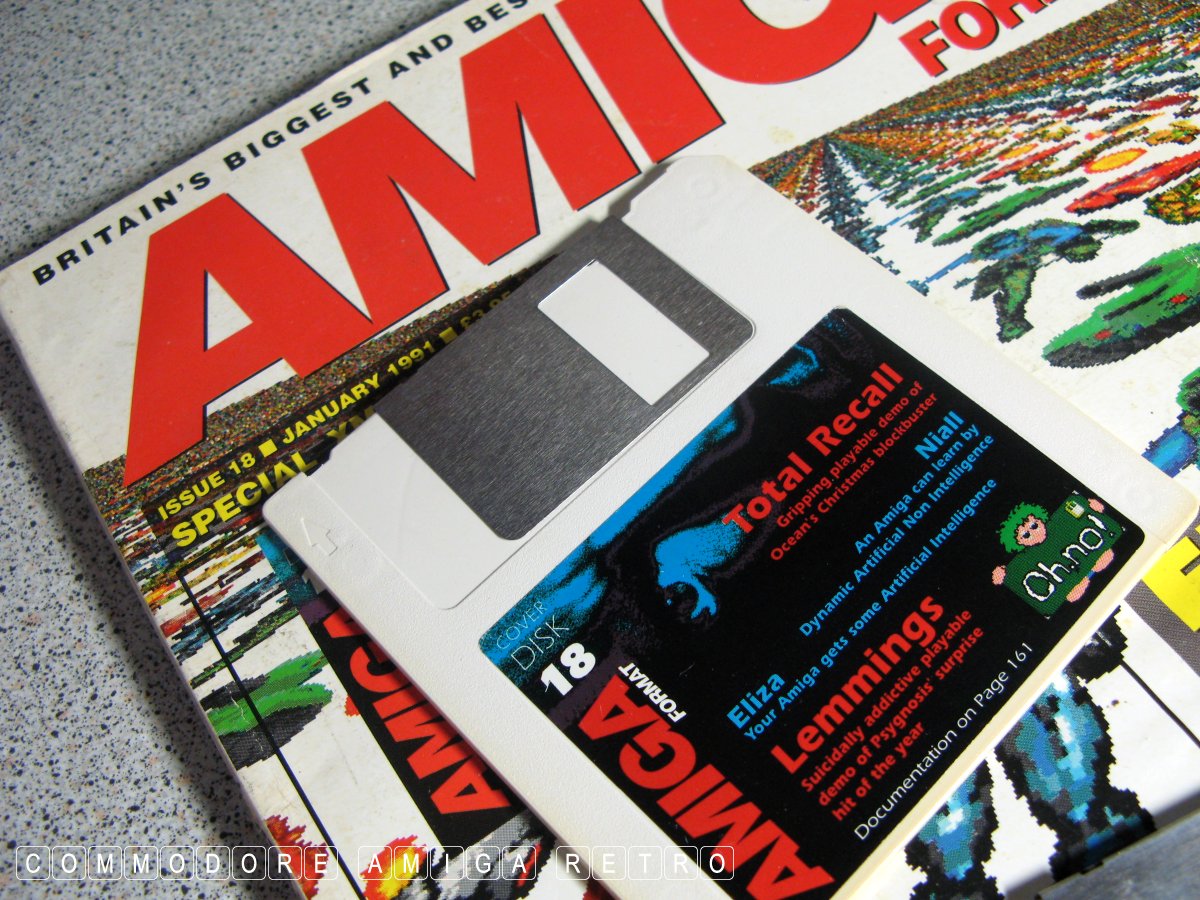 BRITAIN'S BIGGEST AND BES
AMIG
FOR
ISSUE 18 ■ JANUARY 1991 ■ £3.95
SPECIAL XM
COVER
DISK
18
AMIGA
FORMAT
Total Recall
Gripping playable demo of
Ocean's Christmas blockbuster
Niall
An Amiga can learn by
Dynamic Artificial Non Intelligence
Eliza
Your Amiga gets some Artificial Intelligence
Lemmings
Suicidally addictive playable
demo of Psygnosis' surprise
hit of the year
Documentation on Page 161
Oh no!
AMIGA
COMMODORE AMIGA RETRO